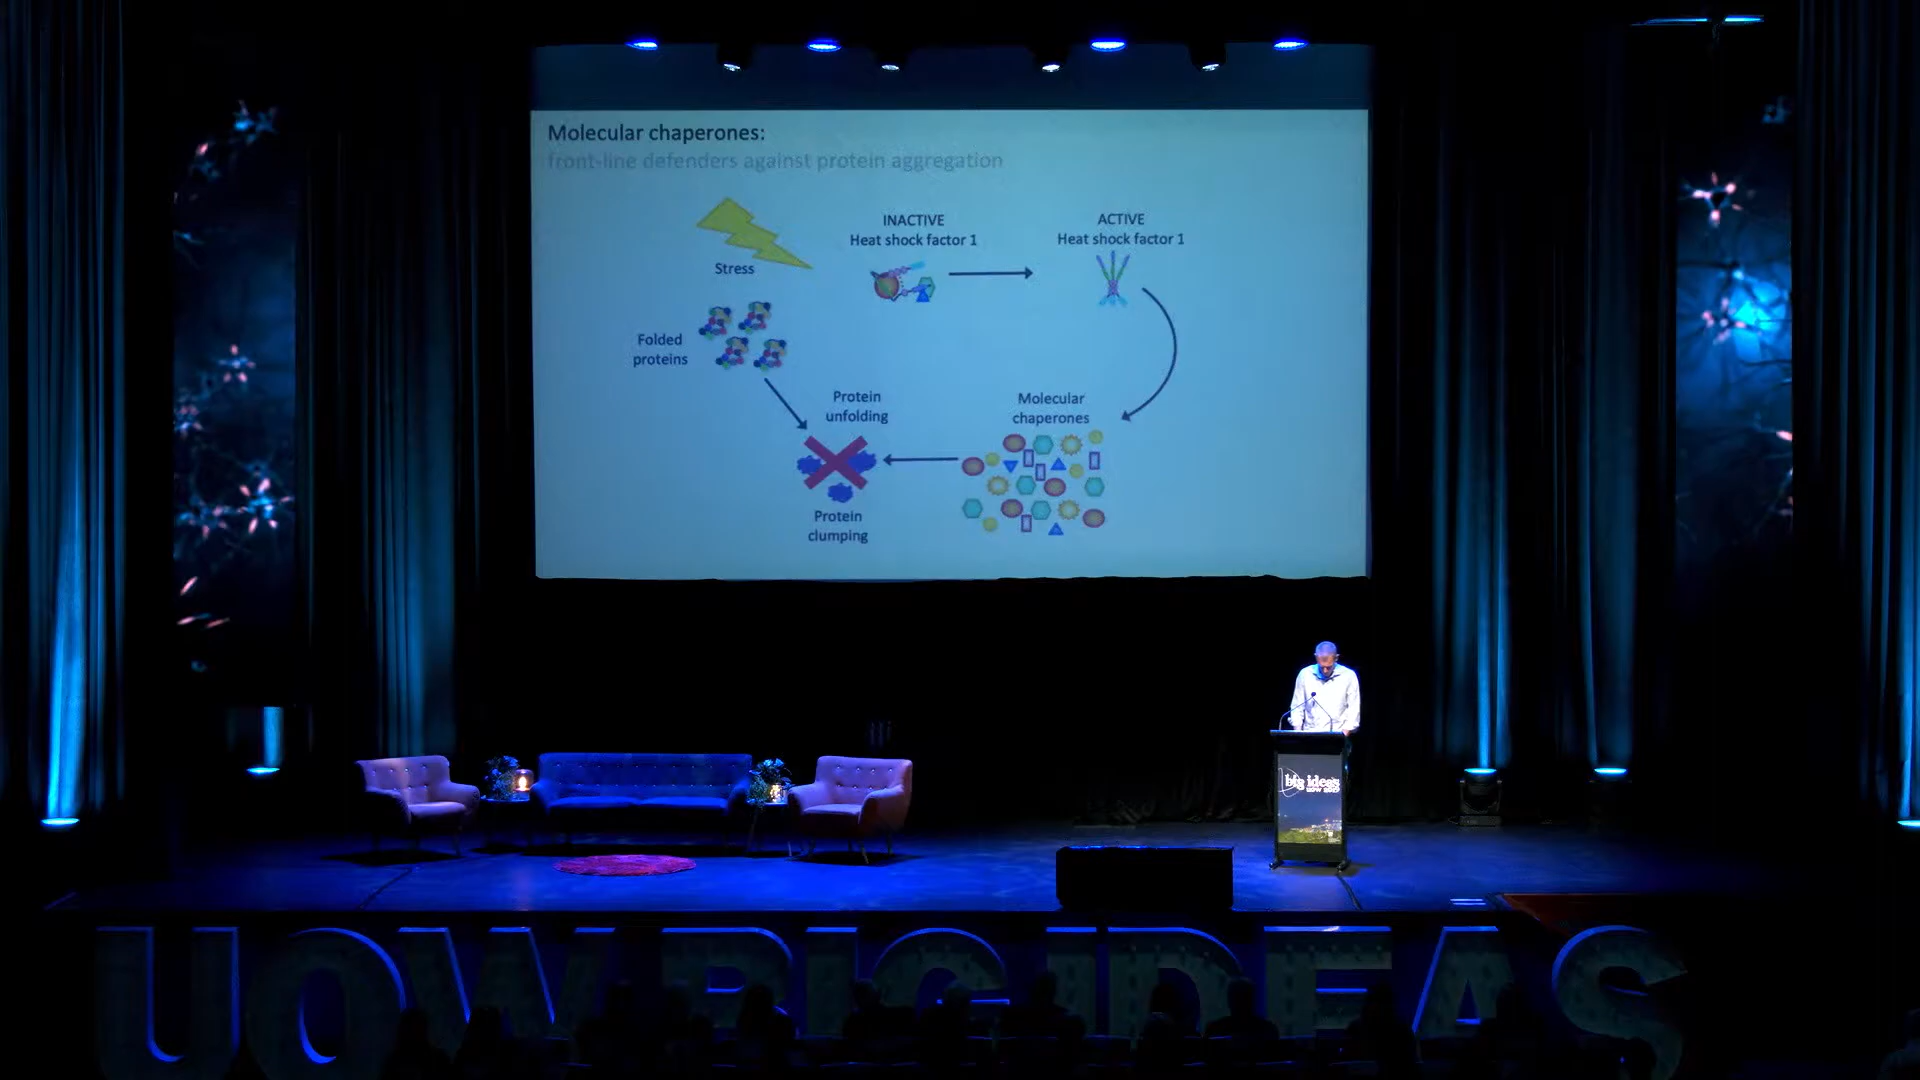 Molecular chaperones:
front-line defenders against protein aggregation
INACTIVE
Heat shock factor 1
ACTIVE
Heat shock factor 1
Stress
Folded
proteins
Protein
unfolding
Molecular
chaperones
Protein
clumping
big ideas
UOW BIG IDEAS